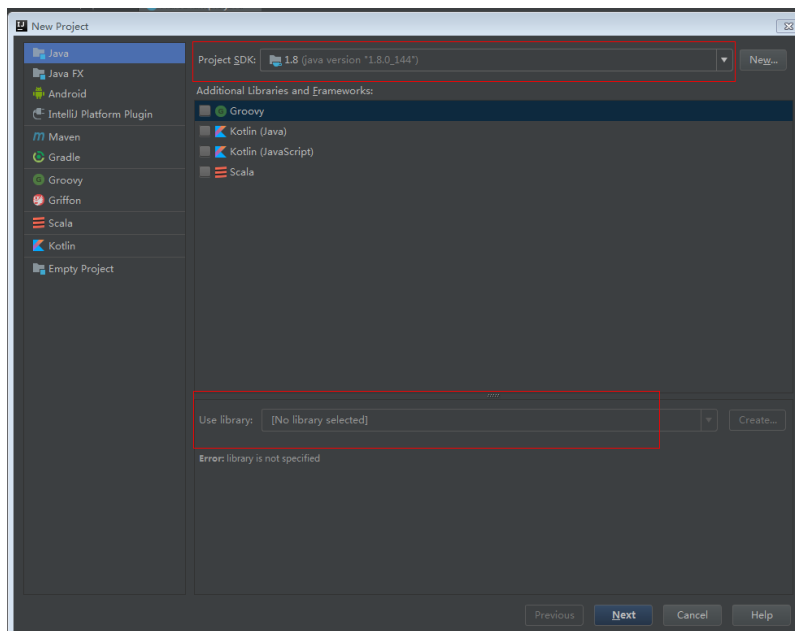 New Project
Java
Java FX
Android
IntelliJ Platform Plugin
Maven
Gradle
Groovy
Griffon
Scala
Kotlin
Empty Project
Project SDK: 1.8 (java version "1.8.0_144") New...
Additional Libraries and Frameworks:
Groovy
Kotlin (Java)
Kotlin (JavaScript)
Scala
Use library: [No library selected] Create...
Error: library is not specified
Previous Next Cancel Help